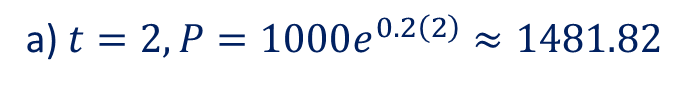 a) t = 2, P = 1000e^{0.2(2)} ≈ 1481.82